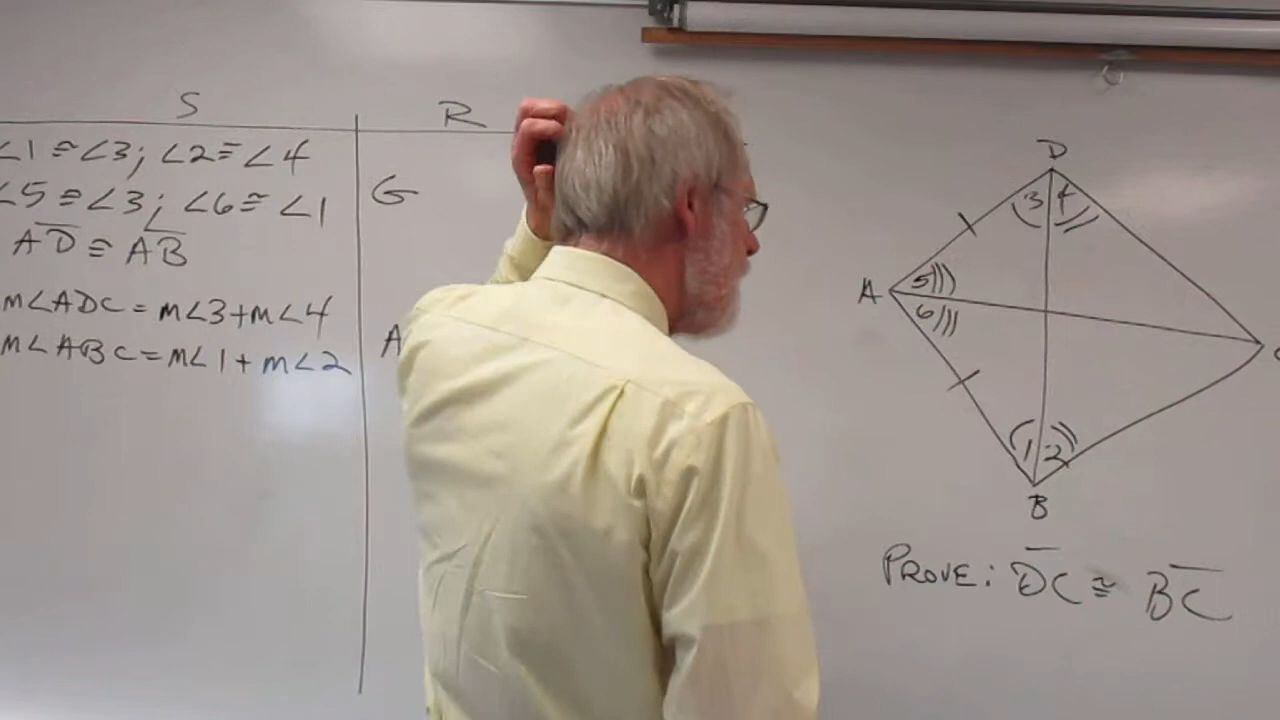 S R
∠1 ≅ ∠3; ∠2 ≅ ∠4
∠5 ≅ ∠3; ∠6 ≅ ∠1
G
AD ≅ AB
m∠ADC = m∠3 + m∠4
m∠ABC = m∠1 + m∠2
A
D
3 4
A 5 )))
6 )))
1 2
B
PROVE: DC ≅ BC